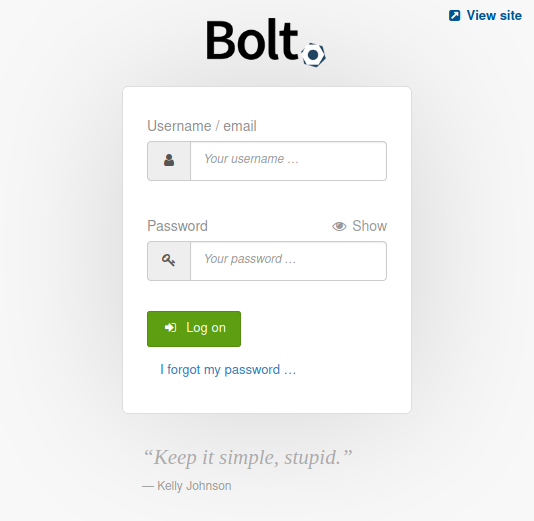 View site
Bolt
Username / email
Your username …
Password Show
Your password …
Log on
I forgot my password …
“Keep it simple, stupid.”
— Kelly Johnson